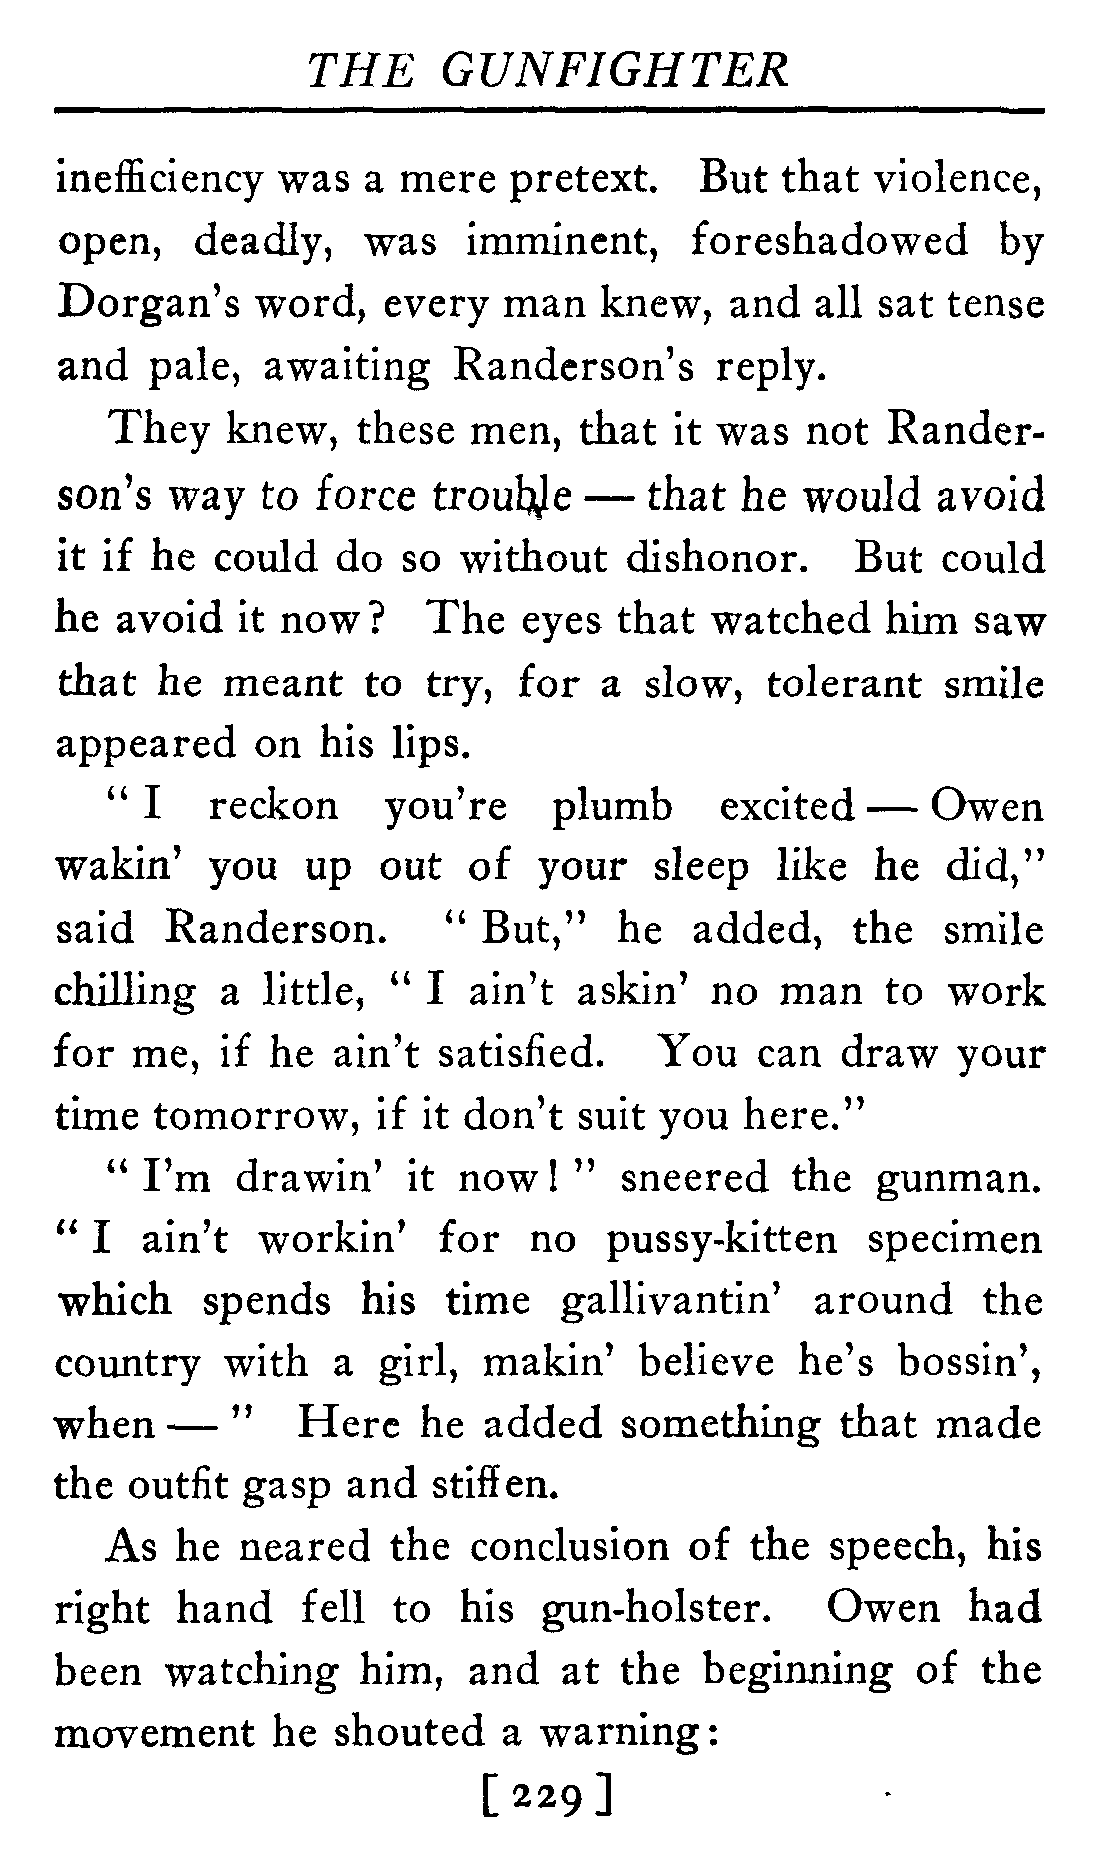 THE GUNFIGHTER
inefficiency was a mere pretext. But that violence,
open, deadly, was imminent, foreshadowed by
Dorgan's word, every man knew, and all sat tense
and pale, awaiting Randerson's reply.
They knew, these men, that it was not Rander-
son's way to force trouble — that he would avoid
it if he could do so without dishonor. But could
he avoid it now? The eyes that watched him saw
that he meant to try, for a slow, tolerant smile
appeared on his lips.
" I reckon you're plumb excited — Owen
wakin' you up out of your sleep like he did,"
said Randerson. " But," he added, the smile
chilling a little, " I ain't askin' no man to work
for me, if he ain't satisfied. You can draw your
time tomorrow, if it don't suit you here."
" I'm drawin' it now! " sneered the gunman.
" I ain't workin' for no pussy-kitten specimen
which spends his time gallivantin' around the
country with a girl, makin' believe he's bossin',
when — " Here he added something that made
the outfit gasp and stiffen.
As he neared the conclusion of the speech, his
right hand fell to his gun-holster. Owen had
been watching him, and at the beginning of the
movement he shouted a warning:
[ 229 ]